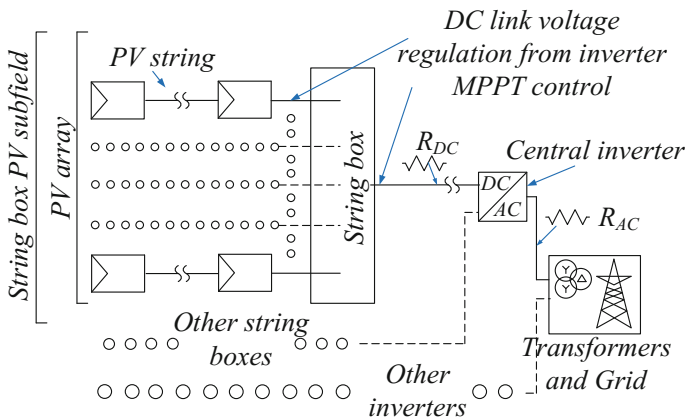 DC link voltage
regulation from inverter
MPPT control
PV string
String box PV subfield
PV array
String box
R_DC
Central inverter
DC
AC
R_AC
Y
Y
Δ
Other string
boxes
Transformers
and Grid
Other
inverters